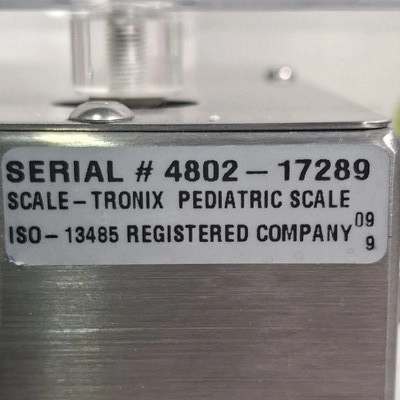 SERIAL # 4802-17289
SCALE-TRONIX PEDIATRIC SCALE
ISO-13485 REGISTERED COMPANY 09
9